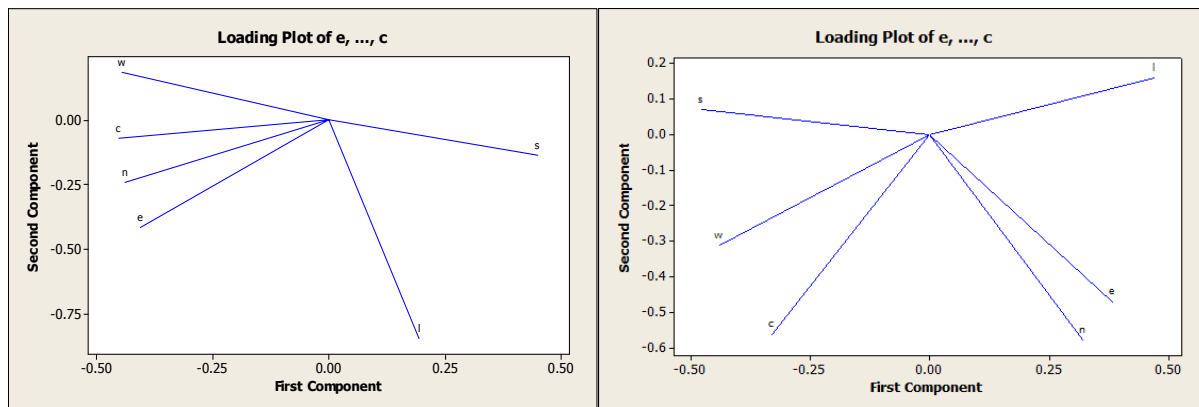 Loading Plot of e, ..., c
w
0.00
c
s
n
-0.25
e
Second Component
-0.50
-0.75
l
-0.50 -0.25 0.00 0.25 0.50
First Component
Loading Plot of e, ..., c
0.2
l
0.1
s
0.0
-0.1
-0.2
Second Component
-0.3
w
-0.4
e
-0.5
c
n
-0.6
-0.50 -0.25 0.00 0.25 0.50
First Component